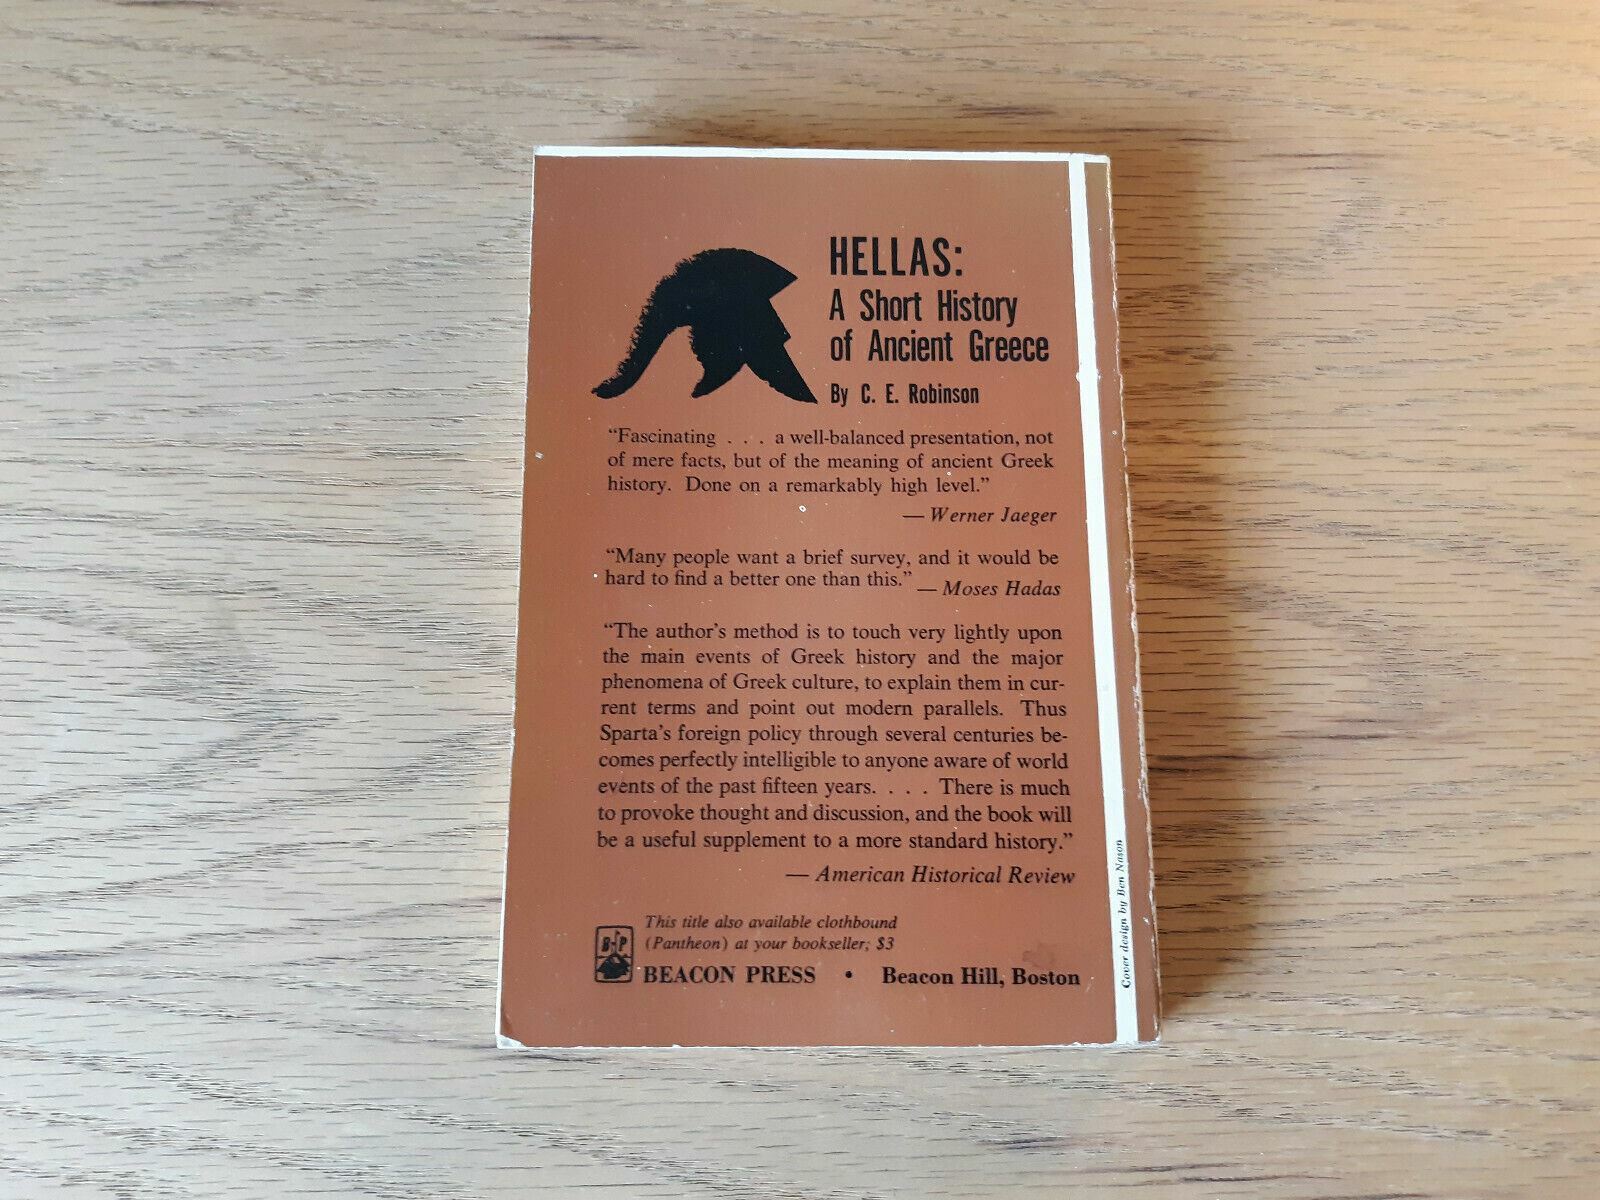 HELLAS:
A Short History
of Ancient Greece
By C. E. Robinson
“Fascinating . . . a well-balanced presentation, not
of mere facts, but of the meaning of ancient Greek
history. Done on a remarkably high level.”
— Werner Jaeger
“Many people want a brief survey, and it would be
hard to find a better one than this.” — Moses Hadas
“The author’s method is to touch very lightly upon
the main events of Greek history and the major
phenomena of Greek culture, to explain them in cur-
rent terms and point out modern parallels. Thus
Sparta’s foreign policy through several centuries be-
comes perfectly intelligible to anyone aware of world
events of the past fifteen years. . . . There is much
to provoke thought and discussion, and the book will
be a useful supplement to a more standard history.”
— American Historical Review
This title also available clothbound
(Pantheon) at your bookseller; $3
B P
BEACON PRESS • Beacon Hill, Boston
Cover design by Ben Nason